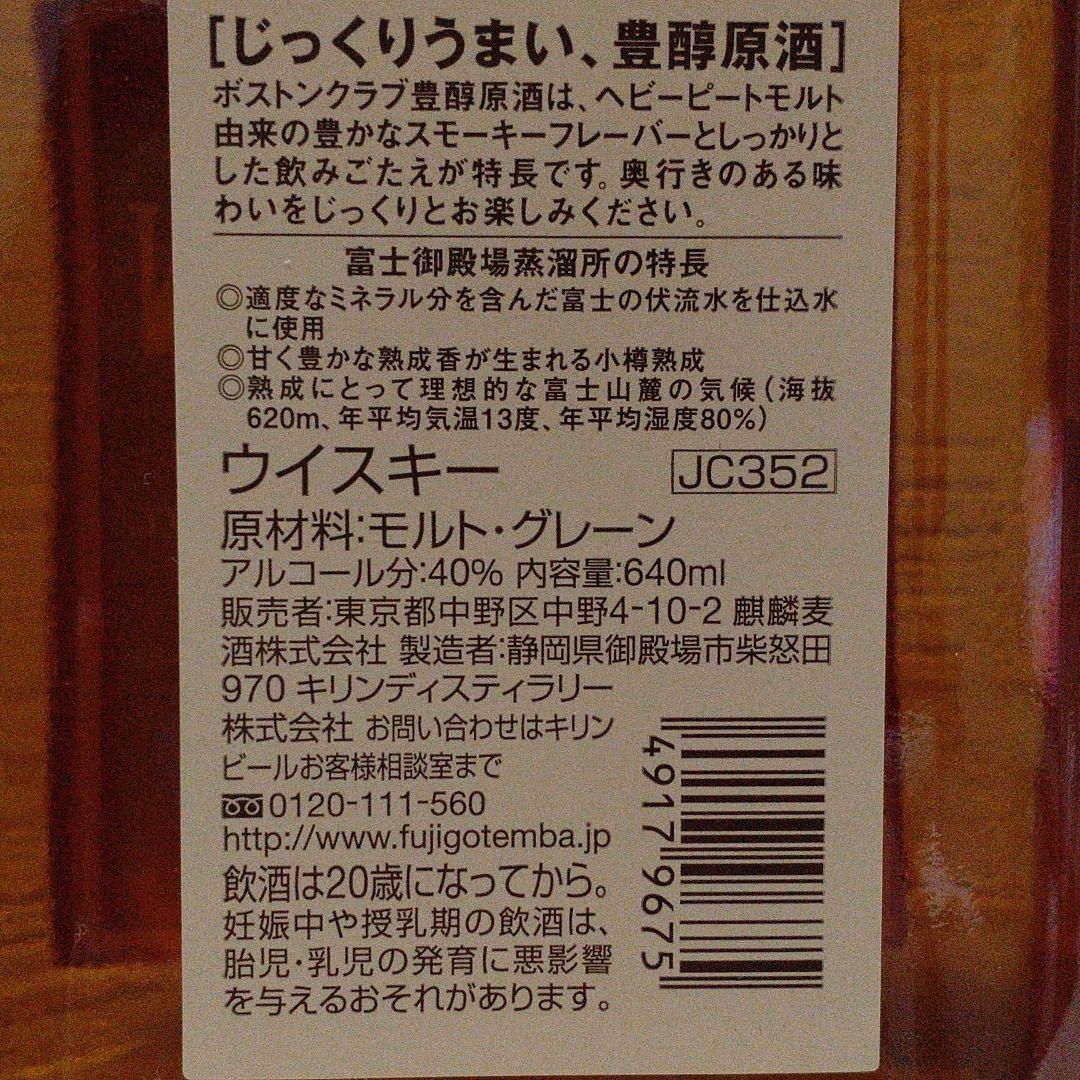 [じっくりうまい、豊醇原酒]
ボストンクラブ豊醇原酒は、ヘビーピートモルト
由来の豊かなスモーキーフレーバーとしっかりと
した飲みごたえが特長です。奥行きのある味
わいをじっくりとお楽しみください。
富士御殿場蒸溜所の特長
◎適度なミネラル分を含んだ富士の伏流水を仕込水
に使用
◎甘く豊かな熟成香が生まれる小樽熟成
◎熟成にとって理想的な富士山麓の気候(海抜
620m、年平均気温13度、年平均湿度80%)
ウイスキー
JC352
原材料:モルト・グレーン
アルコール分:40% 内容量:640ml
販売者:東京都中野区中野4-10-2 麒麟麦
酒株式会社 製造者:静岡県御殿場市柴怒田
970 キリンディスティラリー
株式会社 お問い合わせはキリン
ビールお客様相談室まで
0120-111-560
http://www.fujigotemba.jp
飲酒は20歳になってから。
妊娠中や授乳期の飲酒は、
胎児・乳児の発育に悪影響
を与えるおそれがあります。
49179675